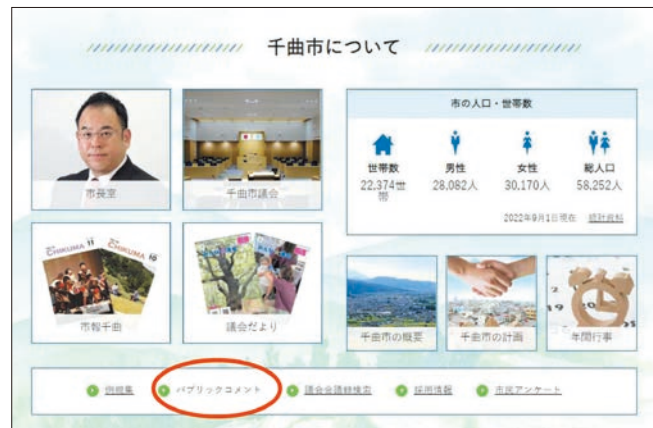 千曲市について
市長室
千曲市議会
市の人口・世帯数
世帯数
22,374世
帯
男性
28,082人
女性
30,170人
総人口
58,252人
2022年9月1日現在 統計資料
CHIKUMA 11
CHIKUMA 10
市報千曲
議会だより
千曲市の概要
千曲市の計画
年間行事
例規集
パブリックコメント
議会会議録検索
採用情報
市民アンケート